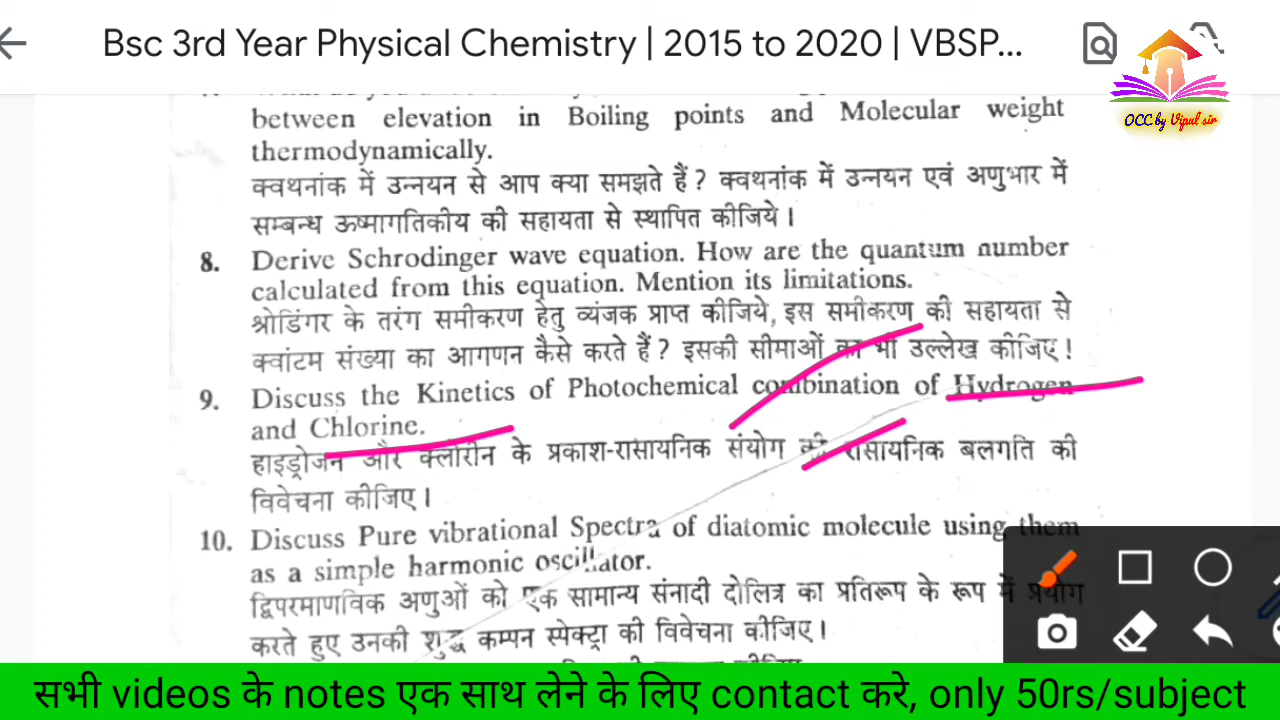 Bsc 3rd Year Physical Chemistry | 2015 to 2020 | VBSP...
OCC by Vipul sir
between elevation in Boiling points and Molecular weight
thermodynamically.
क्वथनांक में उन्नयन से आप क्या समझते हैं? क्वथनांक में उन्नयन एवं अणुभार में
सम्बन्ध ऊष्मागतिकीय की सहायता से स्थापित कीजिये।
8. Derive Schrodinger wave equation. How are the quantum number
calculated from this equation. Mention its limitations.
श्रोडिंगर के तरंग समीकरण हेतु व्यंजक प्राप्त कीजिये, इस समीकरण की सहायता से
क्वांटम संख्या का आगणन कैसे करते हैं? इसकी सीमाओं का भी उल्लेख कीजिए!
9. Discuss the Kinetics of Photochemical combination of Hydrogen
and Chlorine.
हाइड्रोजन और क्लोरीन के प्रकाश-रासायनिक संयोग की रासायनिक बलगति की
विवेचना कीजिए।
10. Discuss Pure vibrational Spectra of diatomic molecule using them
as a simple harmonic oscillator.
द्विपरमाणविक अणुओं को एक सामान्य संनादी दोलित्र का प्रतिरूप के रूप में प्रयोग
करते हुए उनकी शुद्ध कम्पन स्पेक्ट्रा की विवेचना कीजिए।
सभी videos के notes एक साथ लेने के लिए contact करे, only 50rs/subject